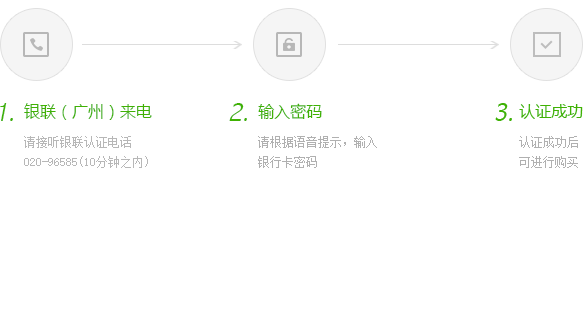 1. 银联（广州）来电
请接听银联认证电话
020-96585(10分钟之内)
2. 输入密码
请根据语音提示，输入
银行卡密码
3. 认证成功
认证成功后
可进行购买